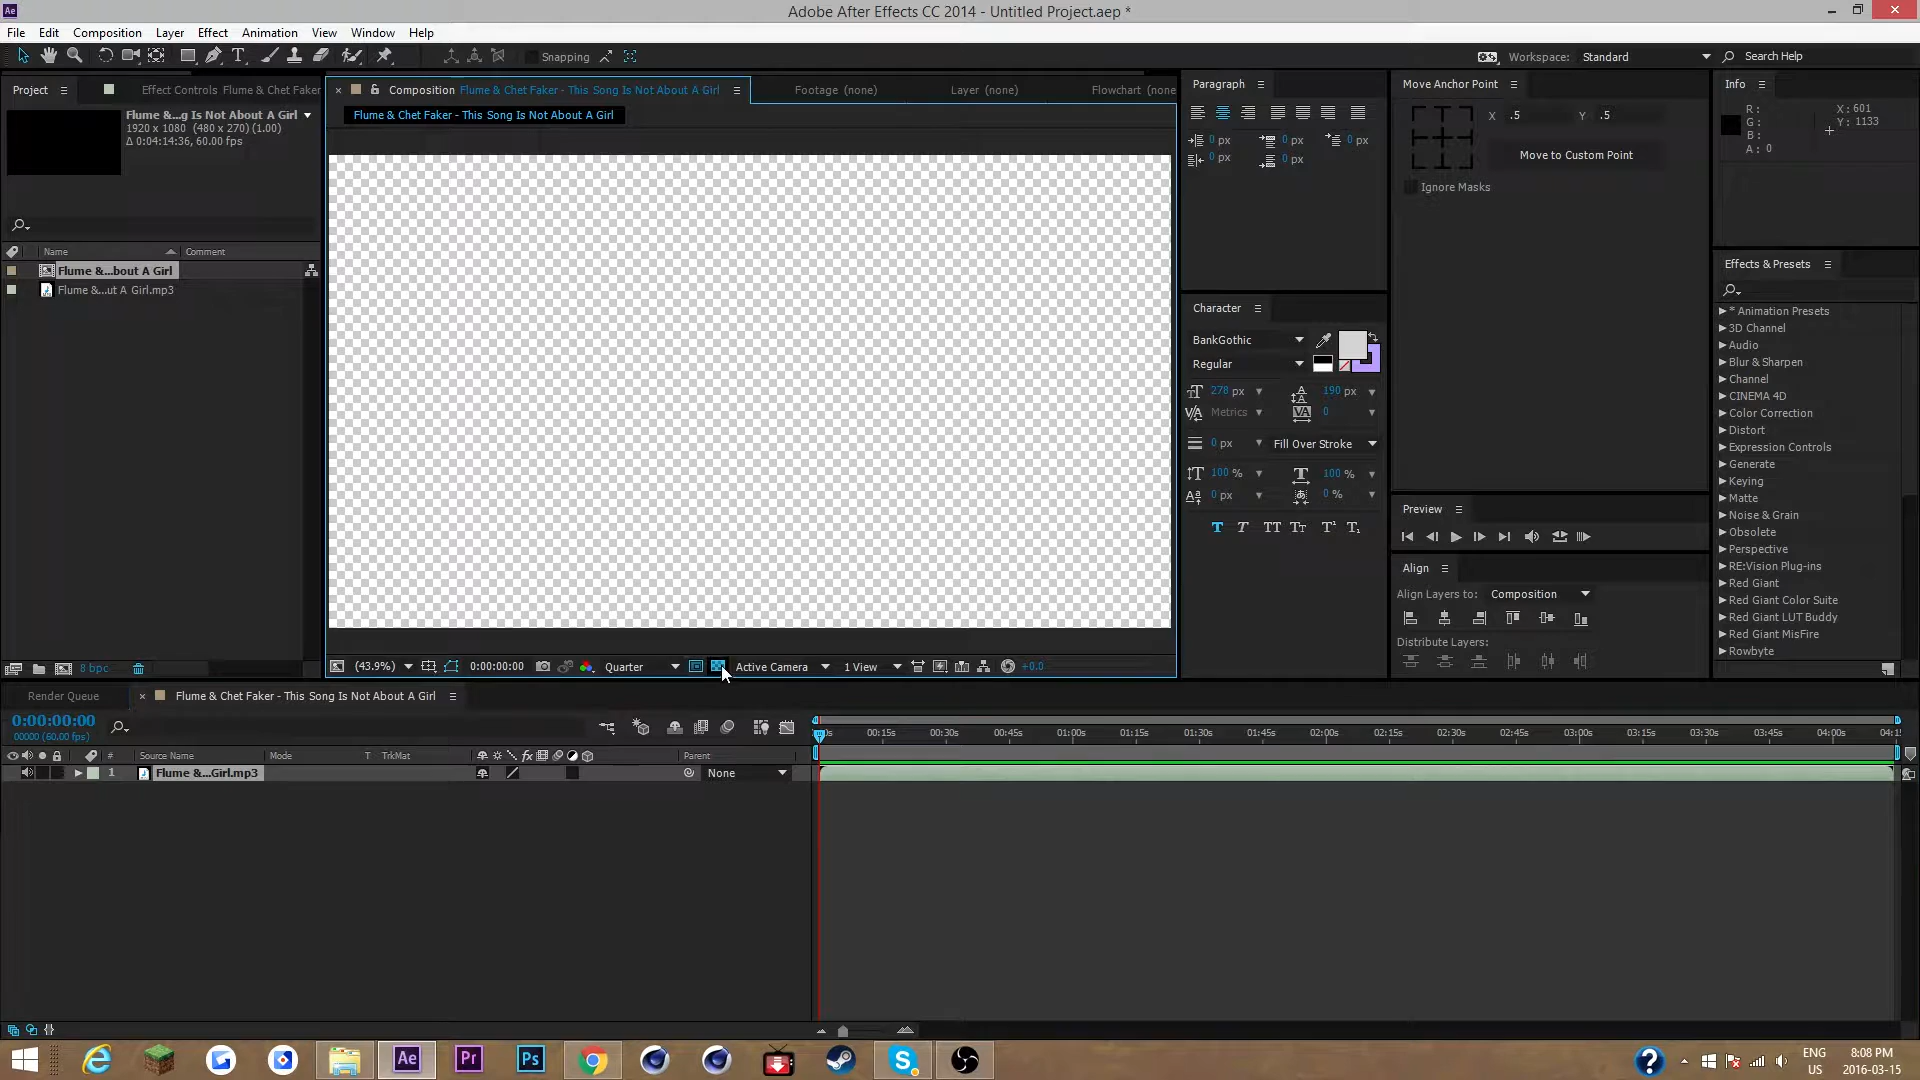 Ae
Adobe After Effects CC 2014 - Untitled Project.aep *
File Edit Composition Layer Effect Animation View Window Help
Snapping
Workspace: Standard
Search Help
Project
Effect Controls Flume & Chet Faker
Flume &...g Is Not About A Girl
1920 x 1080 (480 x 270) (1.00)
Δ 0:04:14:36, 60.00 fps
Name Comment
Flume &...bout A Girl
Flume &...ut A Girl.mp3
8 bpc
Composition Flume & Chet Faker - This Song Is Not About A Girl
Footage (none)
Layer (none)
Flowchart (none
Flume & Chet Faker - This Song Is Not About A Girl
(43.9%) 0:00:00:00 Quarter Active Camera 1 View +0.0
Paragraph
0 px 0 px 0 px
0 px 0 px
Character
BankGothic
Regular
278 px 190 px
Metrics 0
0 px Fill Over Stroke
100 % 100 %
0 px 0 %
T T TT Tt T¹ T₁
Move Anchor Point
X .5 Y .5
Move to Custom Point
Ignore Masks
Preview
Align
Align Layers to: Composition
Distribute Layers:
Info
R: X: 601
G: Y: 1133
B:
A: 0
Effects & Presets
* Animation Presets
3D Channel
Audio
Blur & Sharpen
Channel
CINEMA 4D
Color Correction
Distort
Expression Controls
Generate
Keying
Matte
Noise & Grain
Obsolete
Perspective
RE:Vision Plug-ins
Red Giant
Red Giant Color Suite
Red Giant LUT Buddy
Red Giant MisFire
Rowbyte
Render Queue
Flume & Chet Faker - This Song Is Not About A Girl
0:00:00:00
00000 (60.00 fps)
# Source Name Mode T TrkMat fx Parent
1 Flume &...Girl.mp3 None
00:15s 00:30s 00:45s 01:00s 01:15s 01:30s 01:45s 02:00s 02:15s 02:30s 02:45s 03:00s 03:15s 03:30s 03:45s 04:00s 04:1
Ae Pr Ps
ENG
US
8:08 PM
2016-03-15